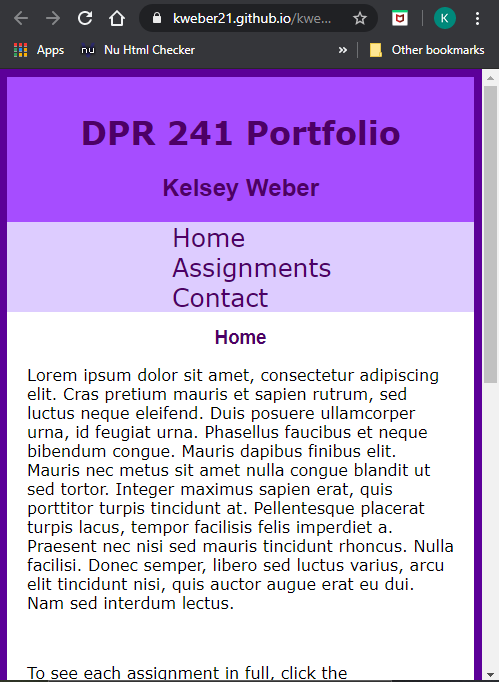 kweber21.github.io/kwe...
K
Apps
nu Nu Html Checker
» Other bookmarks
DPR 241 Portfolio
Kelsey Weber
Home
Assignments
Contact
Home
Lorem ipsum dolor sit amet, consectetur adipiscing
elit. Cras pretium mauris et sapien rutrum, sed
luctus neque eleifend. Duis posuere ullamcorper
urna, id feugiat urna. Phasellus faucibus et neque
bibendum congue. Mauris dapibus finibus elit.
Mauris nec metus sit amet nulla congue blandit ut
sed tortor. Integer maximus sapien erat, quis
porttitor turpis tincidunt at. Pellentesque placerat
turpis lacus, tempor facilisis felis imperdiet a.
Praesent nec nisi sed mauris tincidunt rhoncus. Nulla
facilisi. Donec semper, libero sed luctus varius, arcu
elit tincidunt nisi, quis auctor augue erat eu dui.
Nam sed interdum lectus.
To see each assignment in full, click the